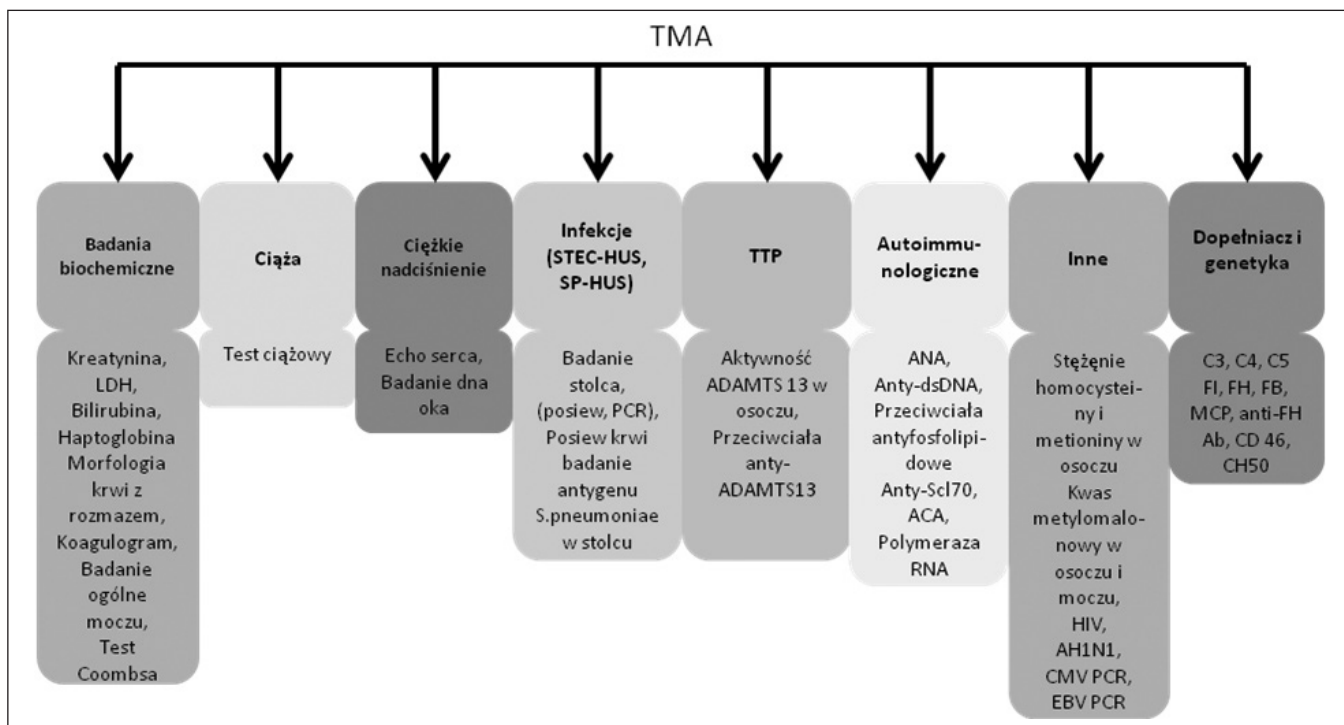 TMA
Badania
biochemiczne
Kreatynina,
LDH,
Bilirubina,
Haptoglobina
Morfologia
krwi z
rozmazem,
Koagulogram,
Badanie
ogólne
moczu,
Test
Coombsa
Ciąża
Test ciążowy
Ciężkie
nadciśnienie
Echo serca,
Badanie dna
oka
Infekcje
(STEC-HUS,
SP-HUS)
Badanie
stolca,
(posiew, PCR),
Posiew krwi
badanie
antygenu
S.pneumoniae
w stolcu
TTP
Aktywność
ADAMTS 13 w
osoczu,
Przeciwciała
anty-
ADAMTS13
Autoimmu-
nologiczne
ANA,
Anty-dsDNA,
Przeciwciała
antyfosfolipi-
dowe
Anty-Scl70,
ACA,
Polymeraza
RNA
Inne
Stężęnie
homocystei-
ny i
metioniny w
osoczu
Kwas
metylomalo-
nowy w
osoczu i
moczu,
HIV,
AH1N1,
CMV PCR,
EBV PCR
Dopełniacz i
genetyka
C3, C4, C5
FI, FH, FB,
MCP, anti-FH
Ab, CD 46,
CH50